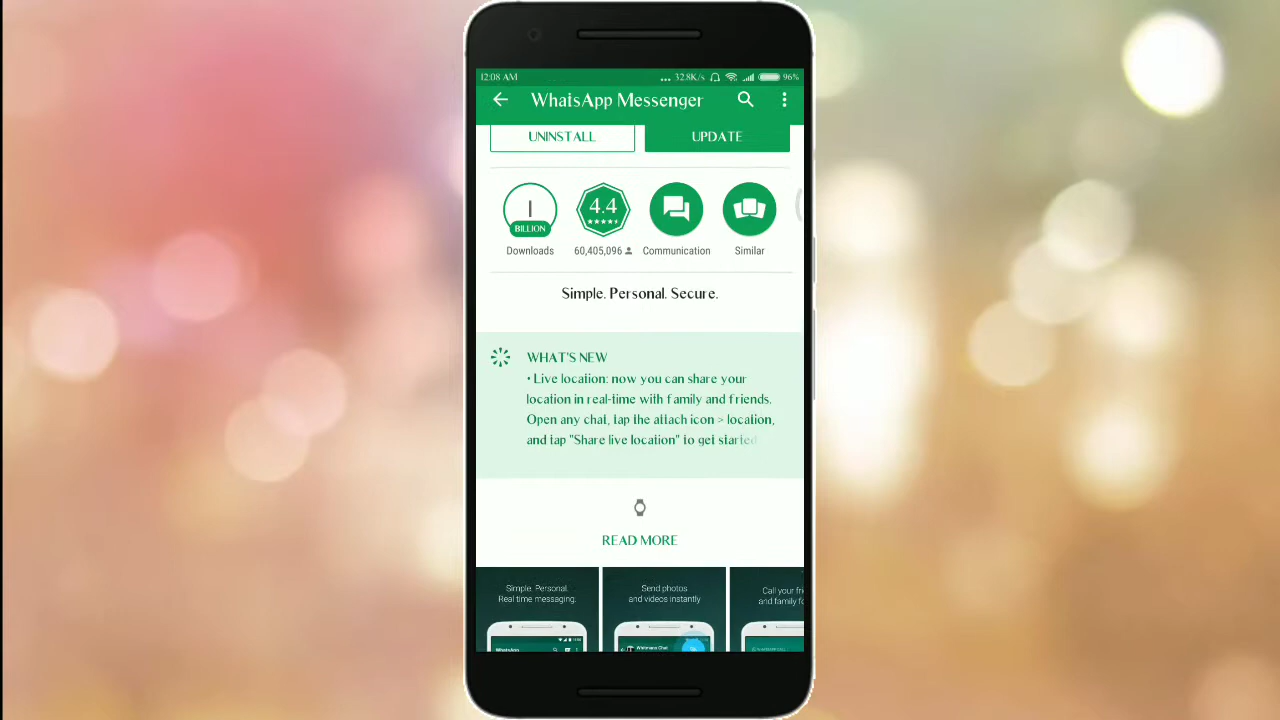 12:08 AM ... 32.8K/s 96%
WhatsApp Messenger
UNINSTALL UPDATE
1
BILLION
4.4
Downloads 60,405,096 Communication Similar
Simple. Personal. Secure.
WHAT'S NEW
• Live location: now you can share your
location in real-time with family and friends.
Open any chat, tap the attach icon > location,
and tap "Share live location" to get started
READ MORE
Simple. Personal.
Real time messaging.
Send photos
and videos instantly
Call your fri
and family fo
WhatsApp
Whitmans Chat